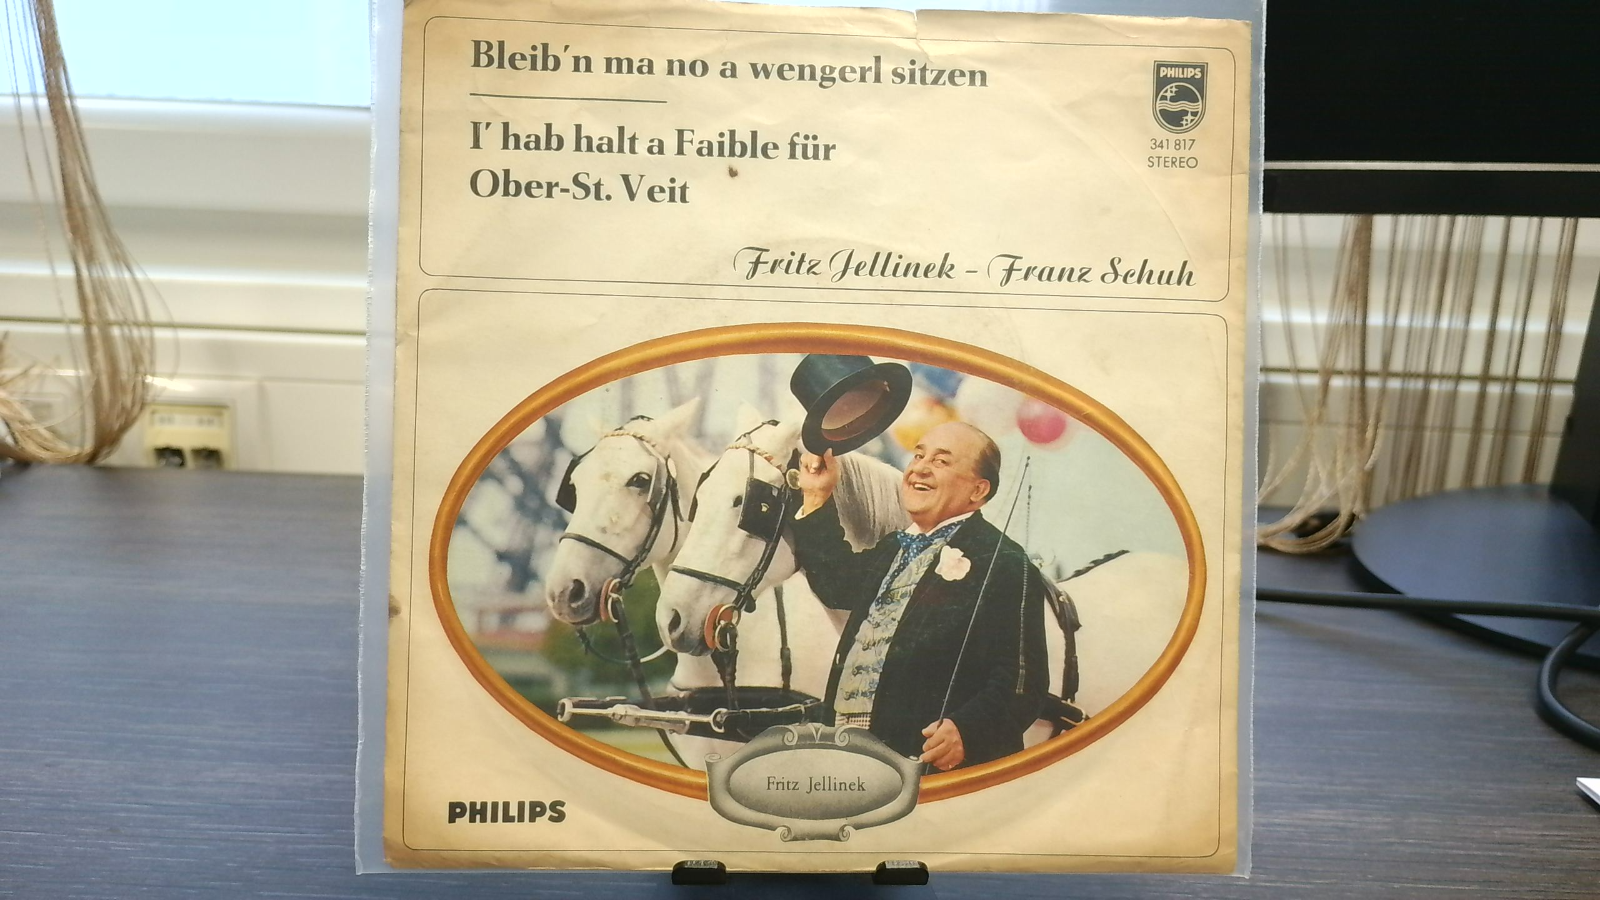 Bleib'n ma no a wengerl sitzen
I' hab halt a Faible für
Ober-St. Veit
PHILIPS
341 817
STEREO
Fritz Jellinek – Franz Schuh
Fritz Jellinek
PHILIPS